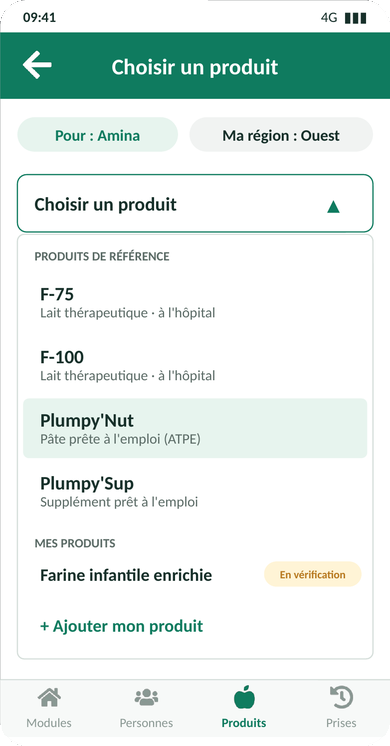 09:41 4G
Choisir un produit
Pour : Amina Ma région : Ouest
Choisir un produit ▲
PRODUITS DE RÉFÉRENCE
F-75
Lait thérapeutique · à l'hôpital
F-100
Lait thérapeutique · à l'hôpital
Plumpy'Nut
Pâte prête à l'emploi (ATPE)
Plumpy'Sup
Supplément prêt à l'emploi
MES PRODUITS
Farine infantile enrichie En vérification
+ Ajouter mon produit
Modules Personnes Produits Prises